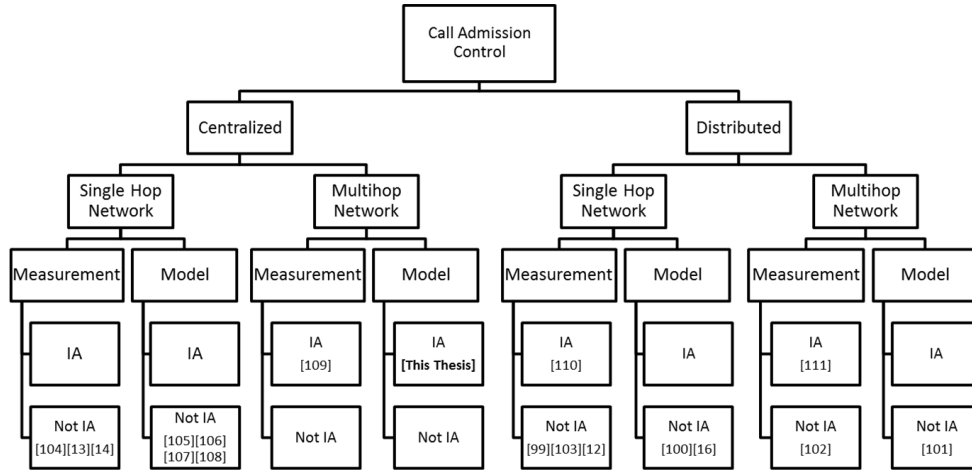 Call Admission
Control
Centralized
Distributed
Single Hop
Network
Multihop
Network
Single Hop
Network
Multihop
Network
Measurement
Model
Measurement
Model
Measurement
Model
Measurement
Model
IA
IA
IA
[109]
IA
[This Thesis]
IA
[110]
IA
IA
[111]
IA
Not IA
[104][13][14]
Not IA
[105][106]
[107][108]
Not IA
Not IA
Not IA
[99][103][12]
Not IA
[100][16]
Not IA
[102]
Not IA
[101]